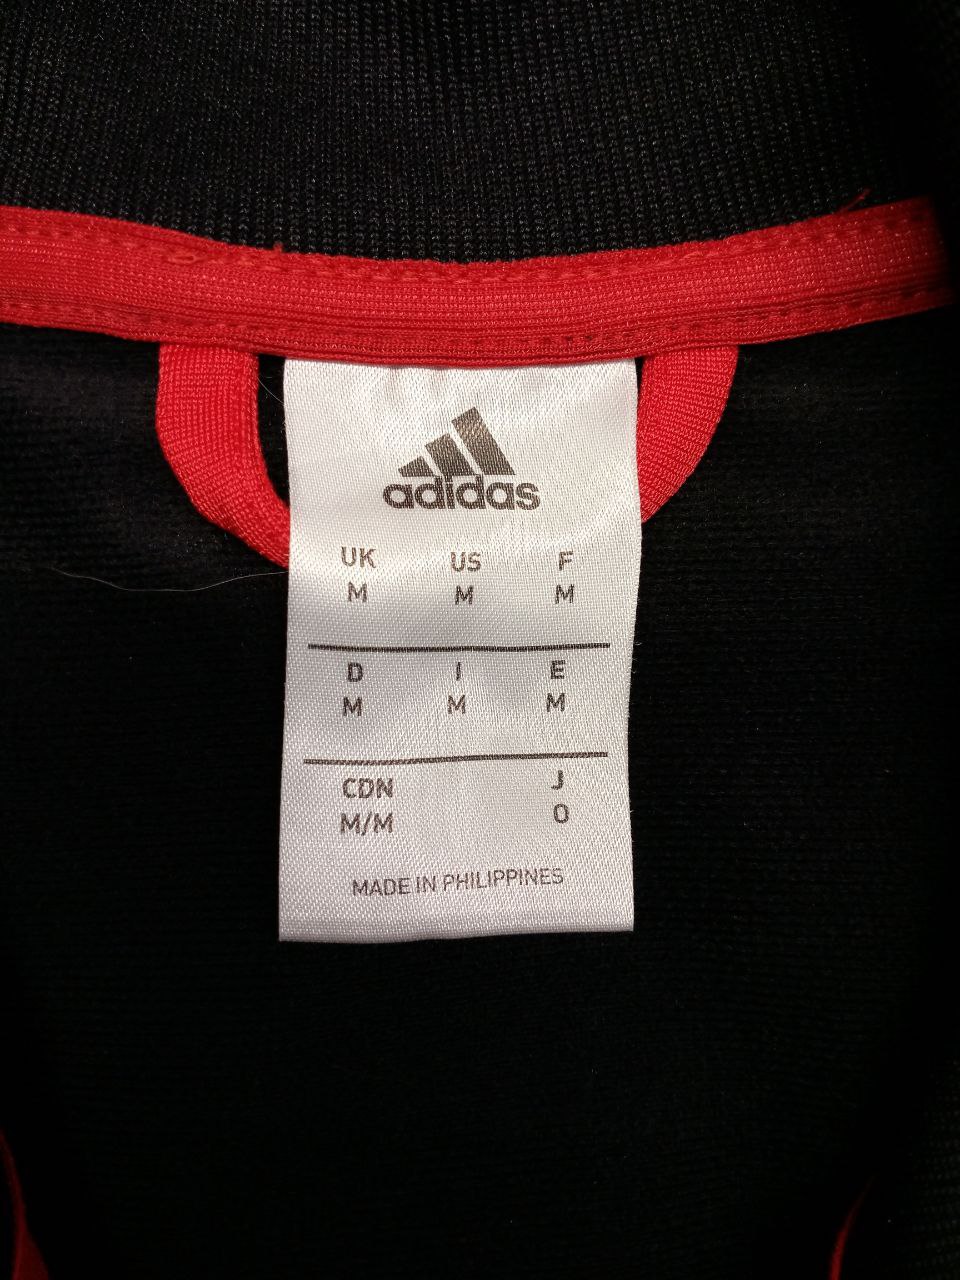 adidas
UK US F
M M M
D I E
M M M
CDN J
M/M O
MADE IN PHILIPPINES